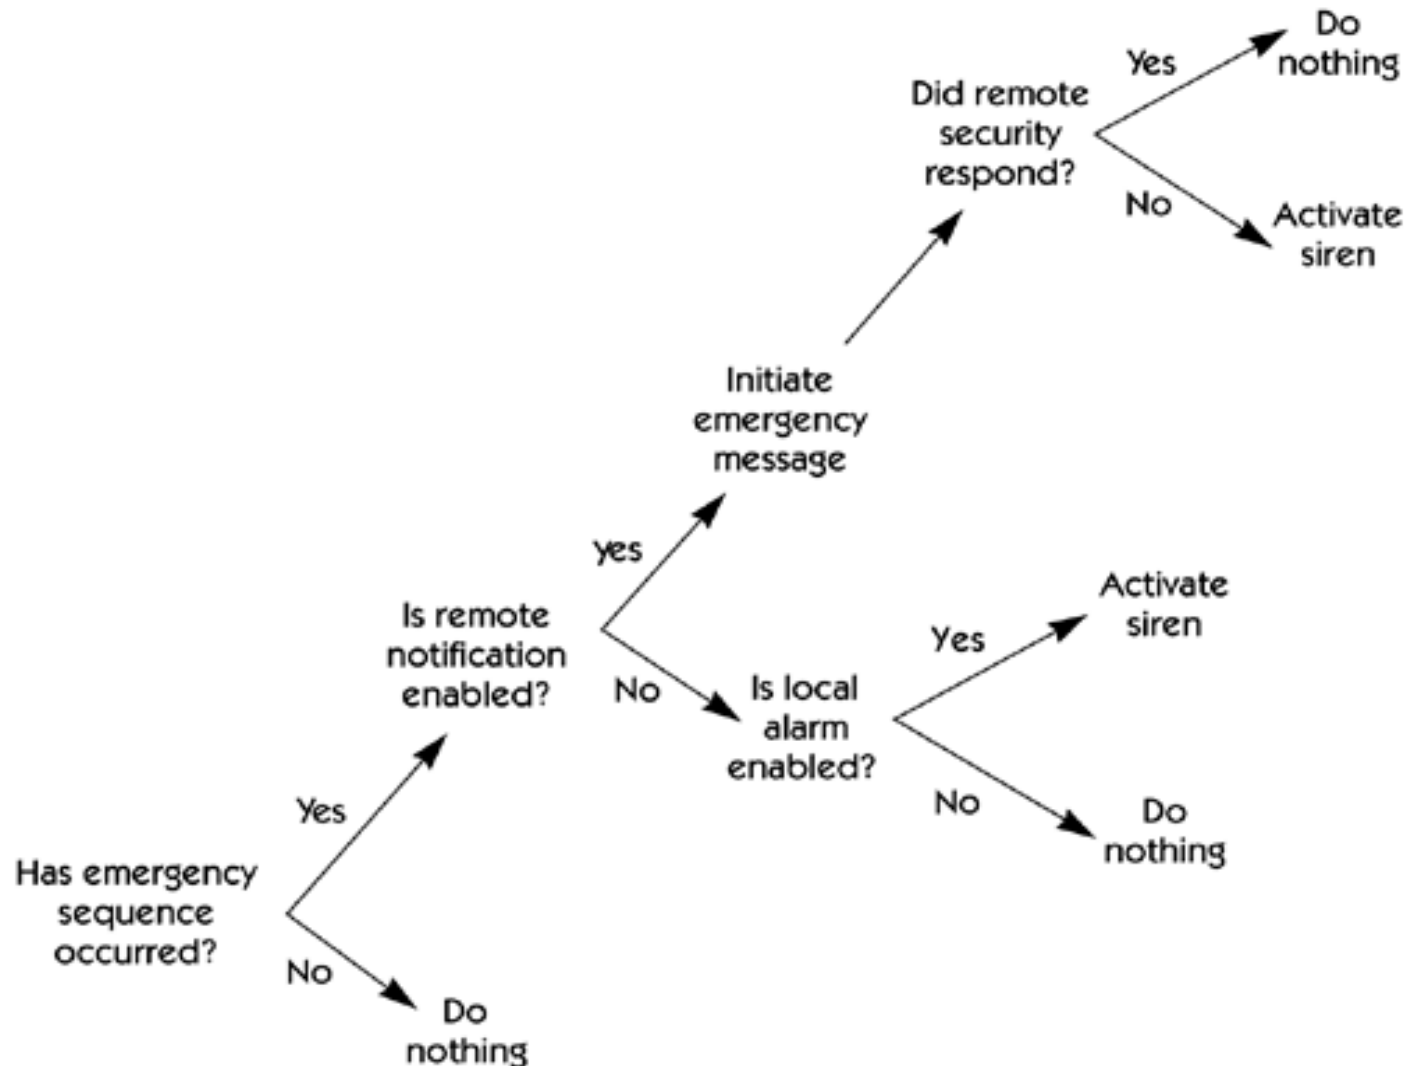 Do
nothing
Yes
Did remote
security
respond?
No
Activate
siren
Initiate
emergency
message
yes
Is remote
notification
enabled?
No
Activate
siren
Yes
Is local
alarm
enabled?
No
Do
nothing
Yes
Has emergency
sequence
occurred?
No
Do
nothing